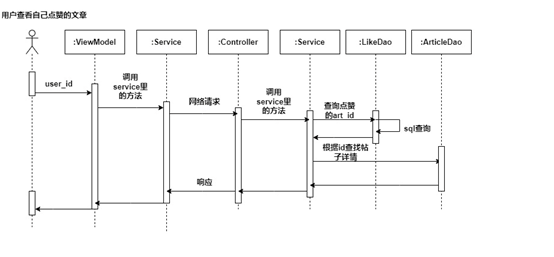 用户查看自己点赞的文章
:ViewModel
:Service
:Controller
:Service
:LikeDao
:ArticleDao
user_id
调用
service里
的方法
网络请求
调用
service里
的方法
查询点赞
的art_id
sql查询
根据id查找帖
子详情
响应